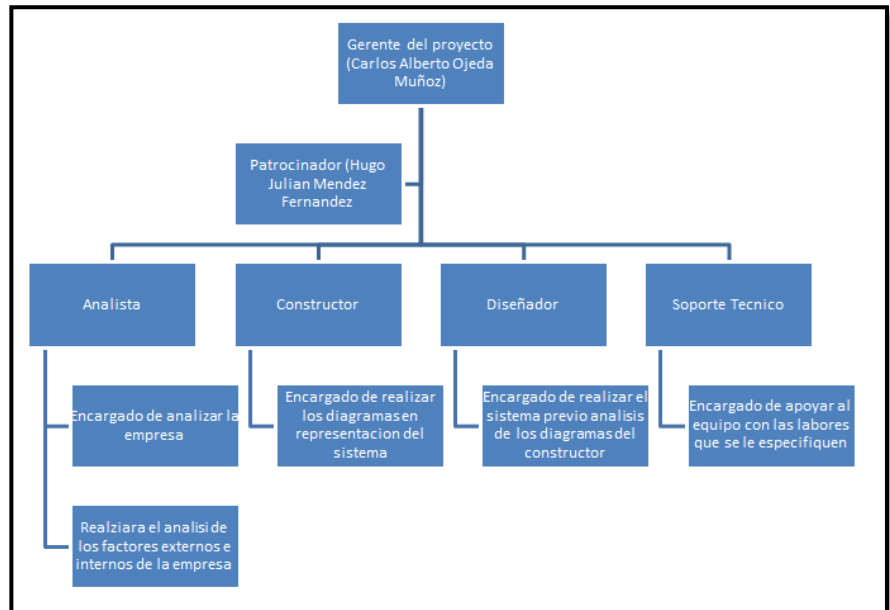 Gerente del proyecto
(Carlos Alberto Ojeda
Muñoz)
Patrocinador (Hugo
Julian Mendez
Fernandez
Analista
Constructor
Diseñador
Soporte Tecnico
Encargado de analizar la
empresa
Encargado de realizar
los diagramas en
representacion del
sistema
Encargado de realizar el
sistema previo analisis
de los diagramas del
constructor
Encargado de apoyar al
equipo con las labores
que se le especifiquen
Realziara el analisi de
los factores externos e
internos de la empresa